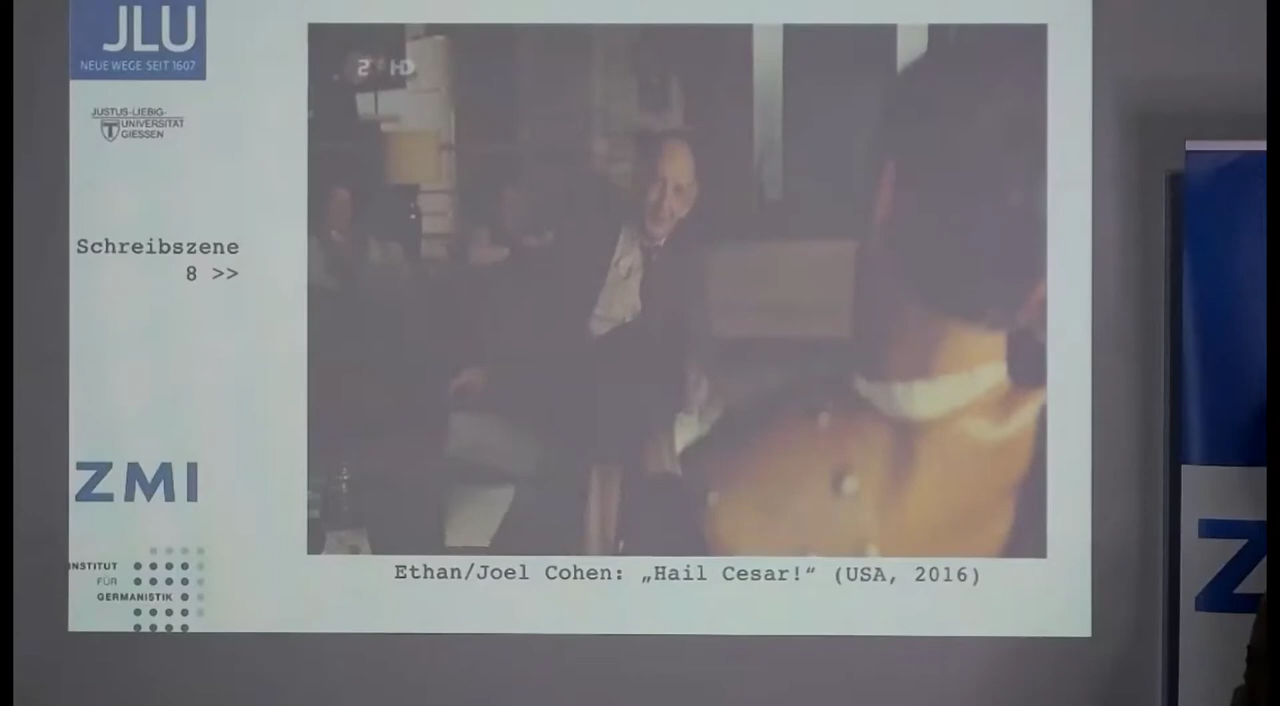 JLU
NEUE WEGE SEIT 1607
JUSTUS-LIEBIG-
UNIVERSITÄT
GIESSEN
Schreibszene
8 >>
HD
ZMI
INSTITUT
FÜR
GERMANISTIK
Ethan/Joel Cohen: „Hail Cesar!“ (USA, 2016)
Z